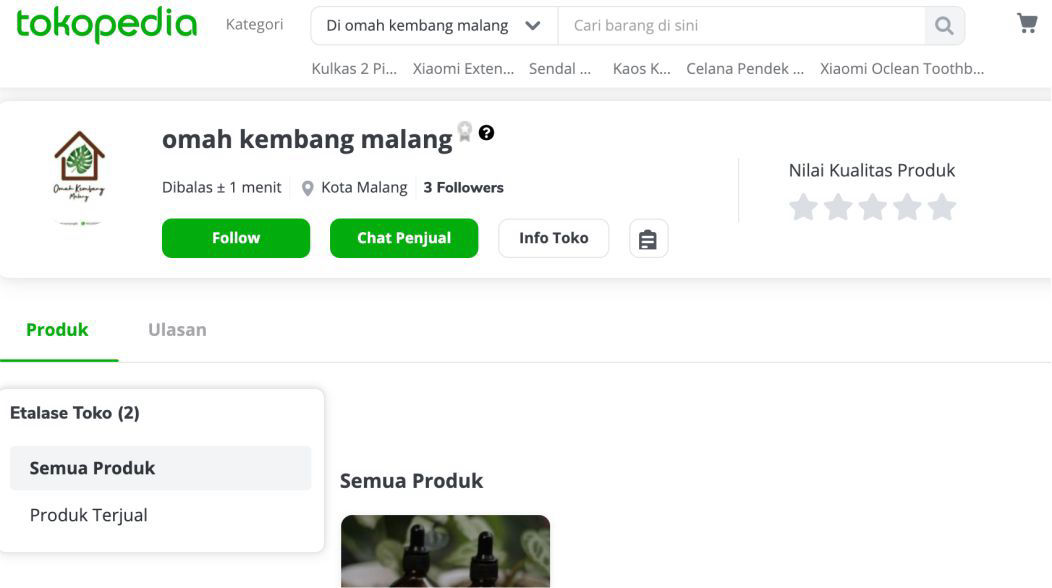 tokopedia
Kategori
Di omah kembang malang
Cari barang di sini
Kulkas 2 Pi... Xiaomi Exten... Sendal ... Kaos K... Celana Pendek ... Xiaomi Oclean Toothb...
omah kembang malang ?
Dibalas ± 1 menit Kota Malang 3 Followers
Follow Chat Penjual Info Toko
Nilai Kualitas Produk
Omah Kembang
Malang
Produk Ulasan
Etalase Toko (2)
Semua Produk
Produk Terjual
Semua Produk